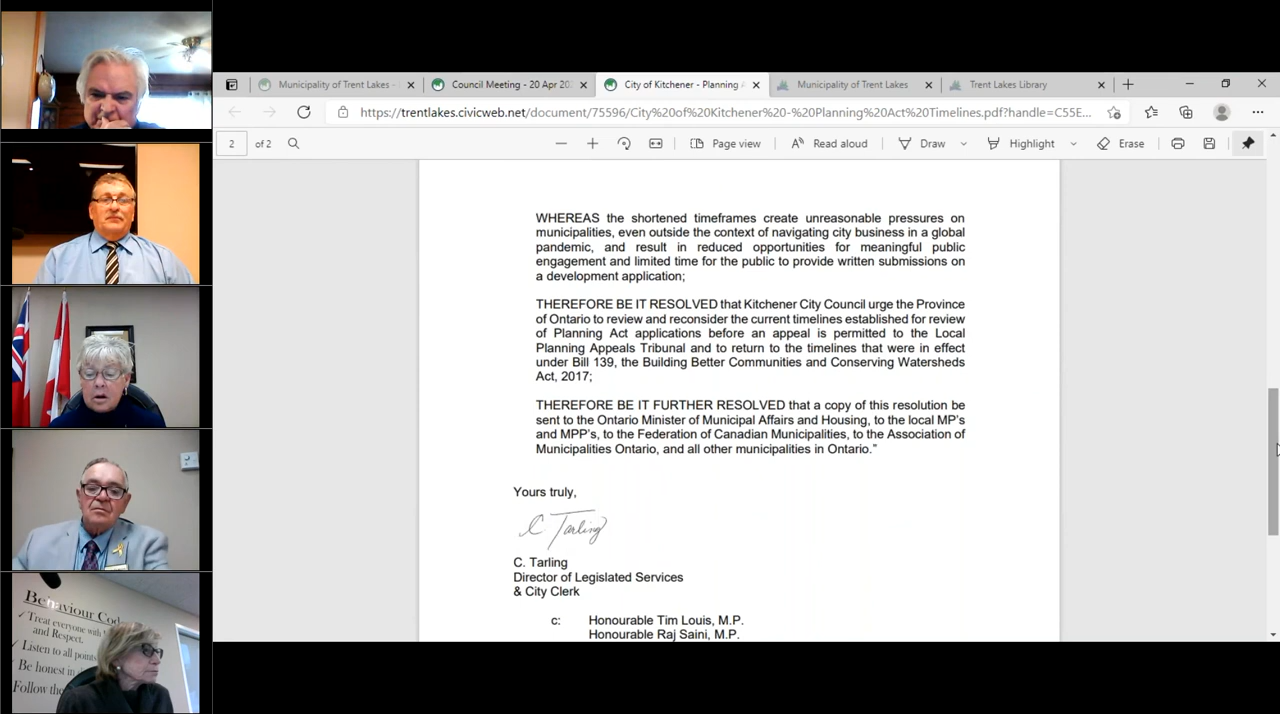 Municipality of Trent Lakes -
Council Meeting - 20 Apr 202
City of Kitchener - Planning A
Municipality of Trent Lakes
Trent Lakes Library
https://trentlakes.civicweb.net/document/75596/City%20of%20Kitchener%20-%20Planning%20Act%20Timelines.pdf?handle=C55E...
2 of 2
Page view
Read aloud
Draw
Highlight
Erase
WHEREAS the shortened timeframes create unreasonable pressures on
municipalities, even outside the context of navigating city business in a global
pandemic, and result in reduced opportunities for meaningful public
engagement and limited time for the public to provide written submissions on
a development application;
THEREFORE BE IT RESOLVED that Kitchener City Council urge the Province
of Ontario to review and reconsider the current timelines established for review
of Planning Act applications before an appeal is permitted to the Local
Planning Appeals Tribunal and to return to the timelines that were in effect
under Bill 139, the Building Better Communities and Conserving Watersheds
Act, 2017;
THEREFORE BE IT FURTHER RESOLVED that a copy of this resolution be
sent to the Ontario Minister of Municipal Affairs and Housing, to the local MP's
and MPP's, to the Federation of Canadian Municipalities, to the Association of
Municipalities Ontario, and all other municipalities in Ontario."
Yours truly,
C Tarling
C. Tarling
Director of Legislated Services
& City Clerk
c: Honourable Tim Louis, M.P.
Honourable Raj Saini, M.P.
Behaviour Cod
Treat everyone with
and Respect.
Listen to all points
Be honest in
Follow the